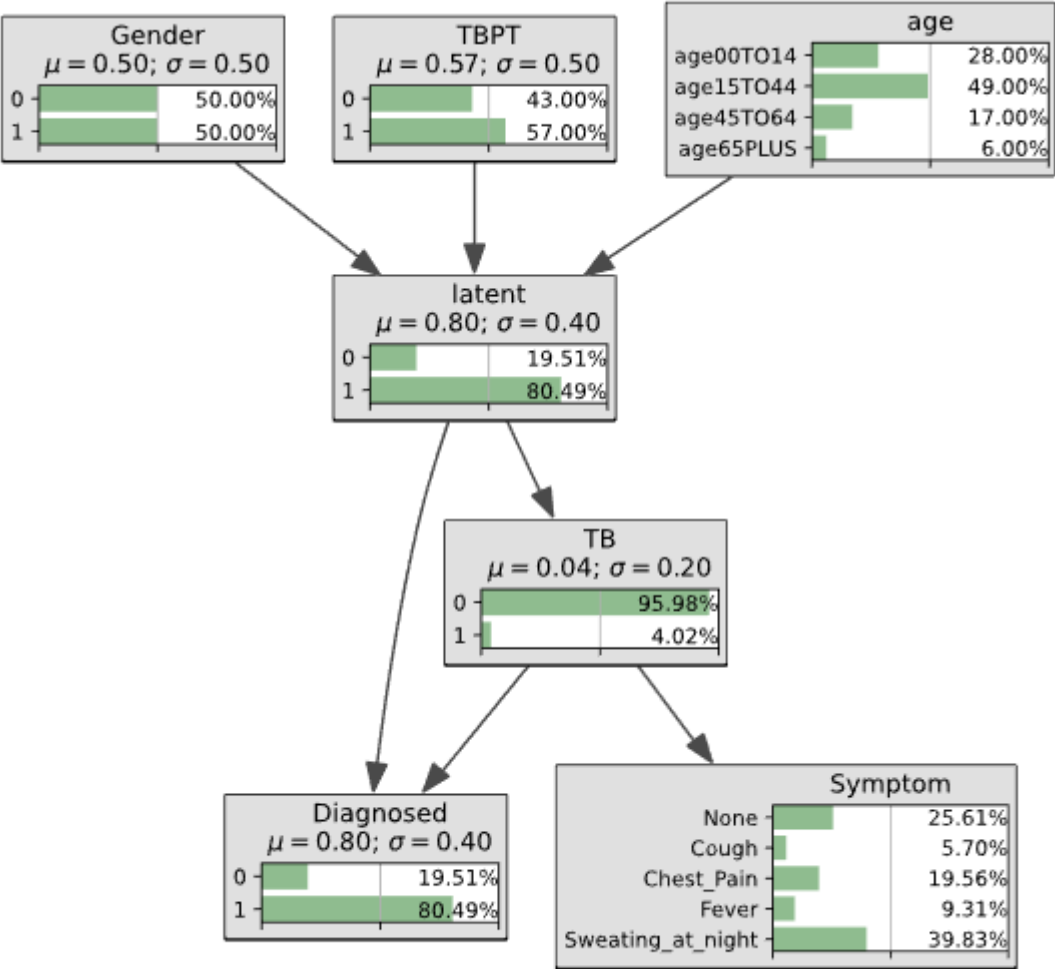 Gender
μ = 0.50; σ = 0.50
0 50.00%
1 50.00%
TBPT
μ = 0.57; σ = 0.50
0 43.00%
1 57.00%
age
age00TO14 28.00%
age15TO44 49.00%
age45TO64 17.00%
age65PLUS 6.00%
latent
μ = 0.80; σ = 0.40
0 19.51%
1 80.49%
TB
μ = 0.04; σ = 0.20
0 95.98%
1 4.02%
Diagnosed
μ = 0.80; σ = 0.40
0 19.51%
1 80.49%
Symptom
None 25.61%
Cough 5.70%
Chest_Pain 19.56%
Fever 9.31%
Sweating_at_night 39.83%